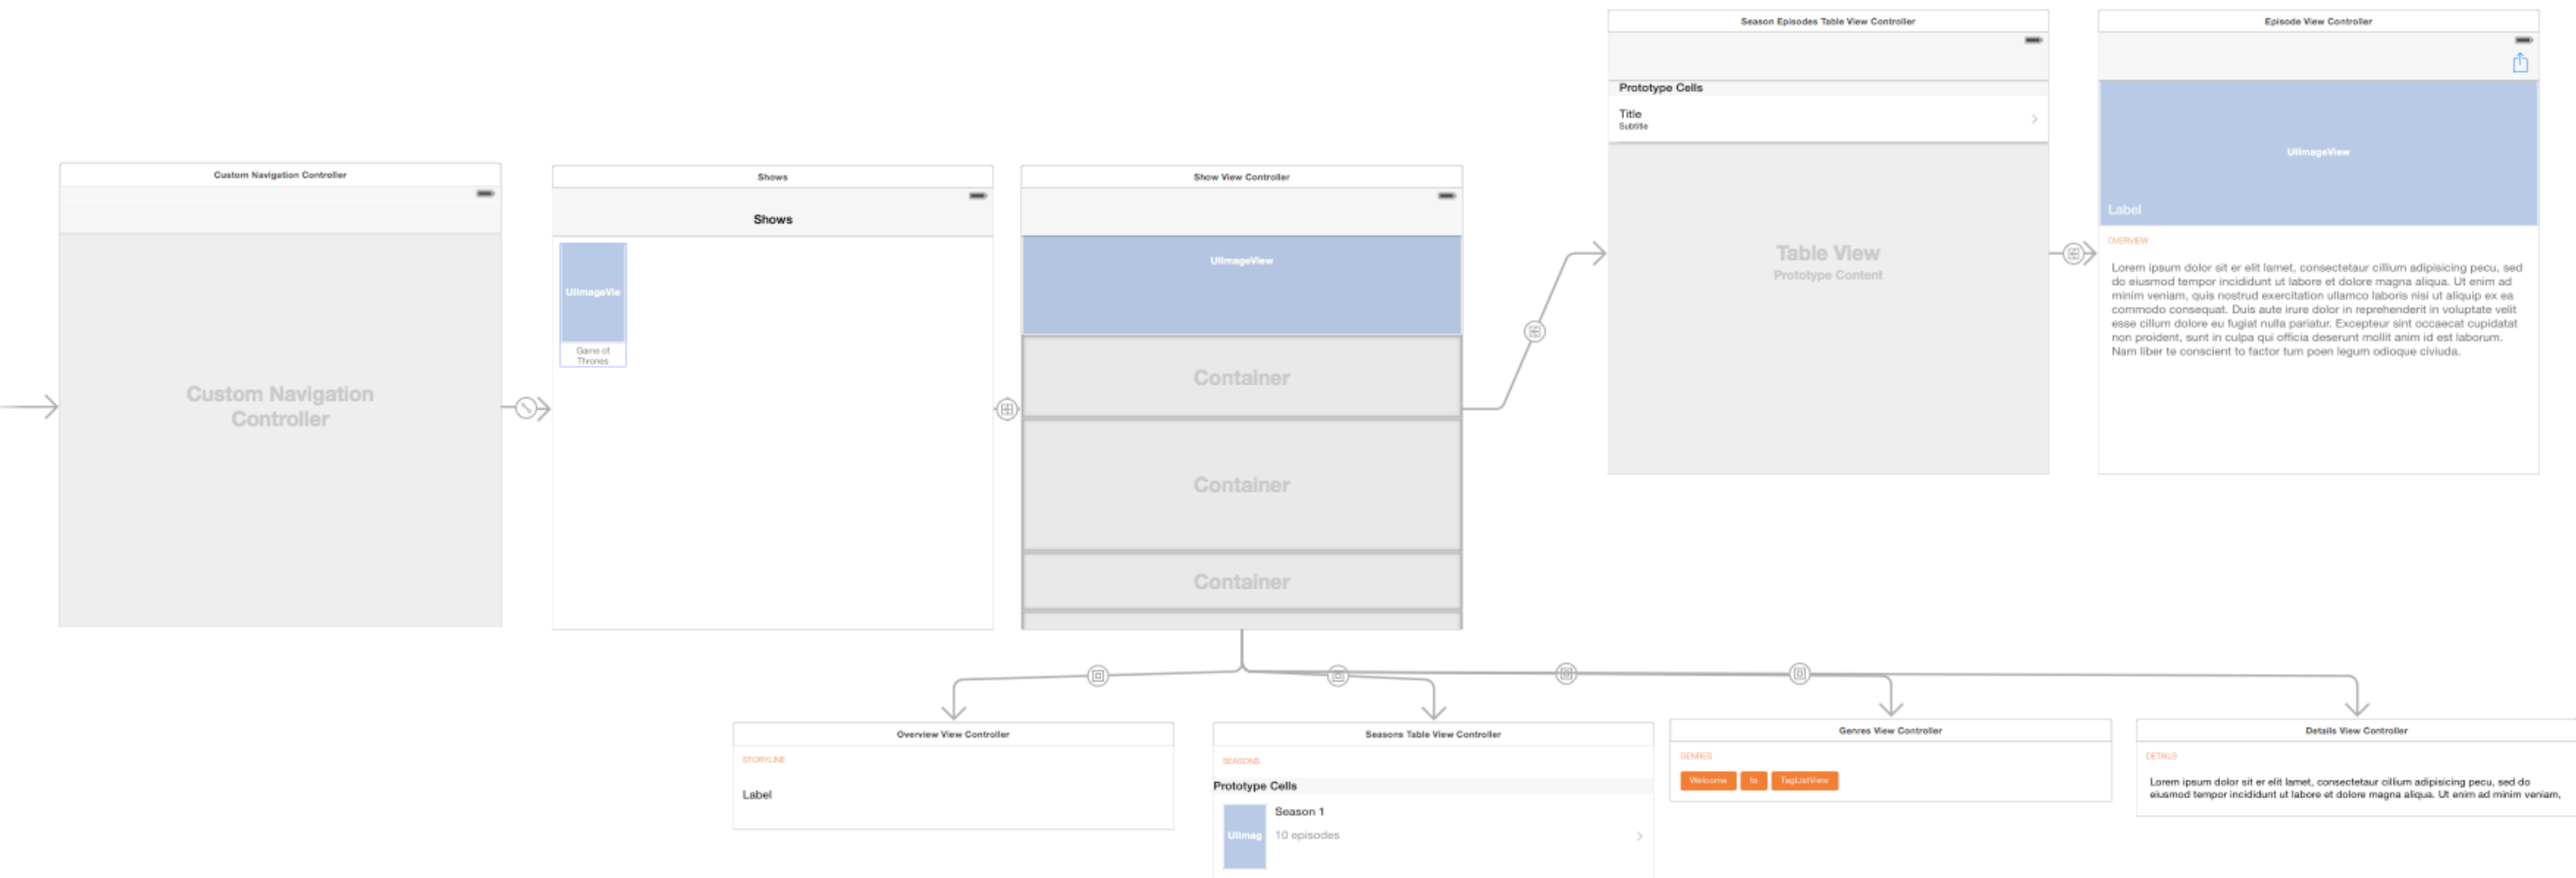 Custom Navigation Controller
Custom Navigation
Controller
Shows
Shows
UIImageVie
Game of
Thrones
Show View Controller
UIImageView
Container
Container
Container
Season Episodes Table View Controller
Prototype Cells
Title
Subtitle
Table View
Prototype Content
Episode View Controller
UIImageView
Label
OVERVIEW
Lorem ipsum dolor sit er elit lamet, consectetaur cillium adipisicing pecu, sed
do eiusmod tempor incididunt ut labore et dolore magna aliqua. Ut enim ad
minim veniam, quis nostrud exercitation ullamco laboris nisi ut aliquip ex ea
commodo consequat. Duis aute irure dolor in reprehenderit in voluptate velit
esse cillum dolore eu fugiat nulla pariatur. Excepteur sint occaecat cupidatat
non proident, sunt in culpa qui officia deserunt mollit anim id est laborum.
Nam liber te conscient to factor tum poen legum odioque civiuda.
Overview View Controller
STORYLINE
Label
Seasons Table View Controller
SEASONS
Prototype Cells
UIImag
Season 1
10 episodes
Genres View Controller
GENRES
Welcome to TagListView
Details View Controller
DETAILS
Lorem ipsum dolor sit er elit lamet, consectetaur cillium adipisicing pecu, sed do
eiusmod tempor incididunt ut labore et dolore magna aliqua. Ut enim ad minim veniam,